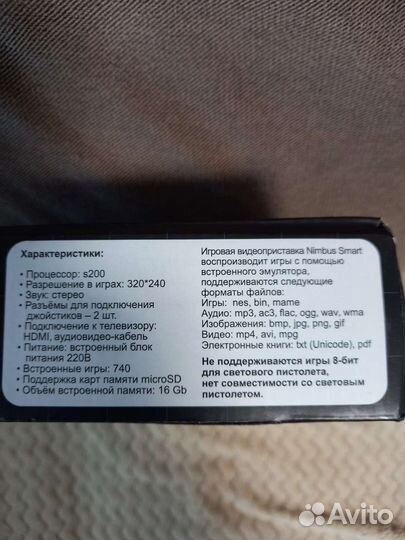 Характеристики:
• Процессор: s200
• Разрешение в играх: 320*240
• Звук: стерео
• Разъёмы для подключения
джойстиков – 2 шт.
• Подключение к телевизору:
HDMI, аудиовидео-кабель
• Питание: встроенный блок
питания 220В
• Встроенные игры: 740
• Поддержка карт памяти microSD
• Объём встроенной памяти: 16 Gb
Игровая видеоприставка Nimbus Smart
воспроизводит игры с помощью
встроенного эмулятора,
поддерживаются следующие
форматы файлов:
Игры: nes, bin, mame
Аудио: mp3, ac3, flac, ogg, wav, wma
Изображения: bmp, jpg, png, gif
Видео: mp4, avi, mpg
Электронные книги: txt (Unicode), pdf
Не поддерживаются игры 8-бит
для светового пистолета,
нет совместимости со световым
пистолетом.
Avito